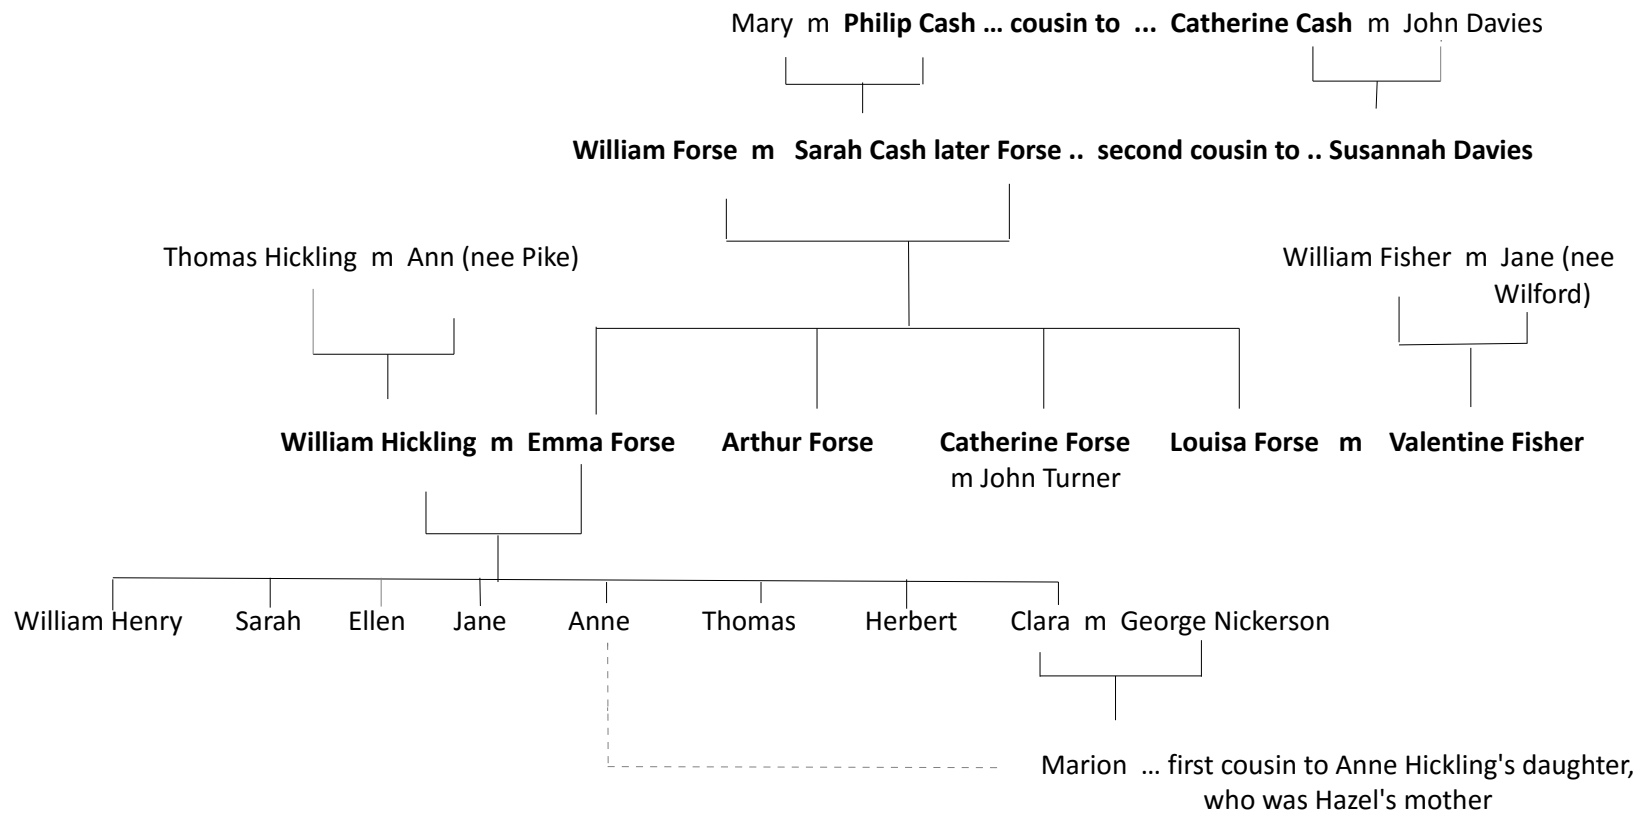 Mary m Philip Cash ... cousin to ... Catherine Cash m John Davies
William Forse m Sarah Cash later Forse .. second cousin to .. Susannah Davies
Thomas Hickling m Ann (nee Pike)
William Fisher m Jane (nee
Wilford)
William Hickling m Emma Forse
Arthur Forse
Catherine Forse
m John Turner
Louisa Forse m Valentine Fisher
William Henry
Sarah
Ellen
Jane
Anne
Thomas
Herbert
Clara m George Nickerson
Marion ... first cousin to Anne Hickling's daughter,
who was Hazel's mother